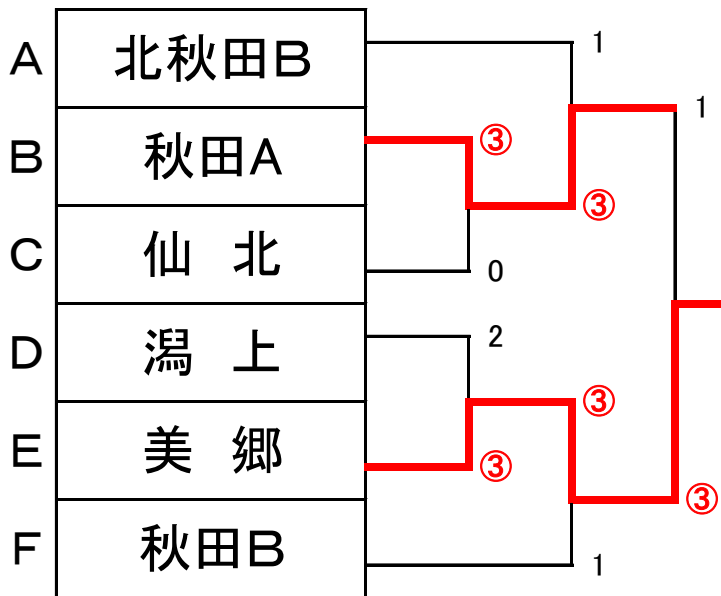 A 北秋田B 1
1
B 秋田A ③
③
C 仙 北 0
D 潟 上 2
③
E 美 郷 ③
③
F 秋田B 1